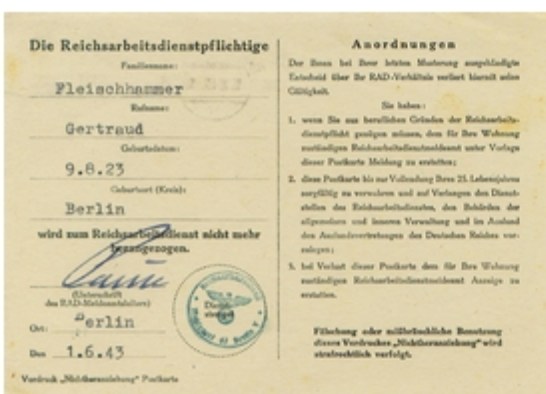 Die Reichsarbeitsdienstpflichtige
Familienname:
Fleischhammer
Rufname:
Gertraud
Geburtsdatum:
9.8.23
Geburtsort (Kreis):
Berlin
wird zum Reichsarbeitsdienst nicht mehr
herangezogen.
(Unterschrift
des RAD-Meldeamtsleiters)
Dienst-
stempel
Ort: Berlin
Den 1.6.43
Vordruck „Nichtheranziehung“ Postkarte
Anordnungen
Der Ihnen bei Ihrer letzten Musterung ausgehändigte
Entscheid über Ihr RAD-Verhältnis verliert hiermit seine
Gültigkeit.
Sie haben:
1. wenn Sie aus beruflichen Gründen der Reichsarbeits-
dienstpflicht genügen müssen, dem für Ihre Wohnung
zuständigen Reichsarbeitsdienstmeldeamt unter Vorlage
dieser Postkarte Meldung zu erstatten;
2. diese Postkarte bis zur Vollendung Ihres 25. Lebensjahres
sorgfältig zu verwahren und auf Verlangen den Dienst-
stellen des Reichsarbeitsdienstes, den Behörden der
allgemeinen und inneren Verwaltung und im Ausland
den Auslandsvertretungen des Deutschen Reiches vor-
zulegen;
3. bei Verlust dieser Postkarte dem für Ihre Wohnung
zuständigen Reichsarbeitsdienstmeldeamt Anzeige zu
erstatten.
Fälschung oder mißbräuchliche Benutzung
dieses Vordruckes „Nichtheranziehung“ wird
strafrechtlich verfolgt.